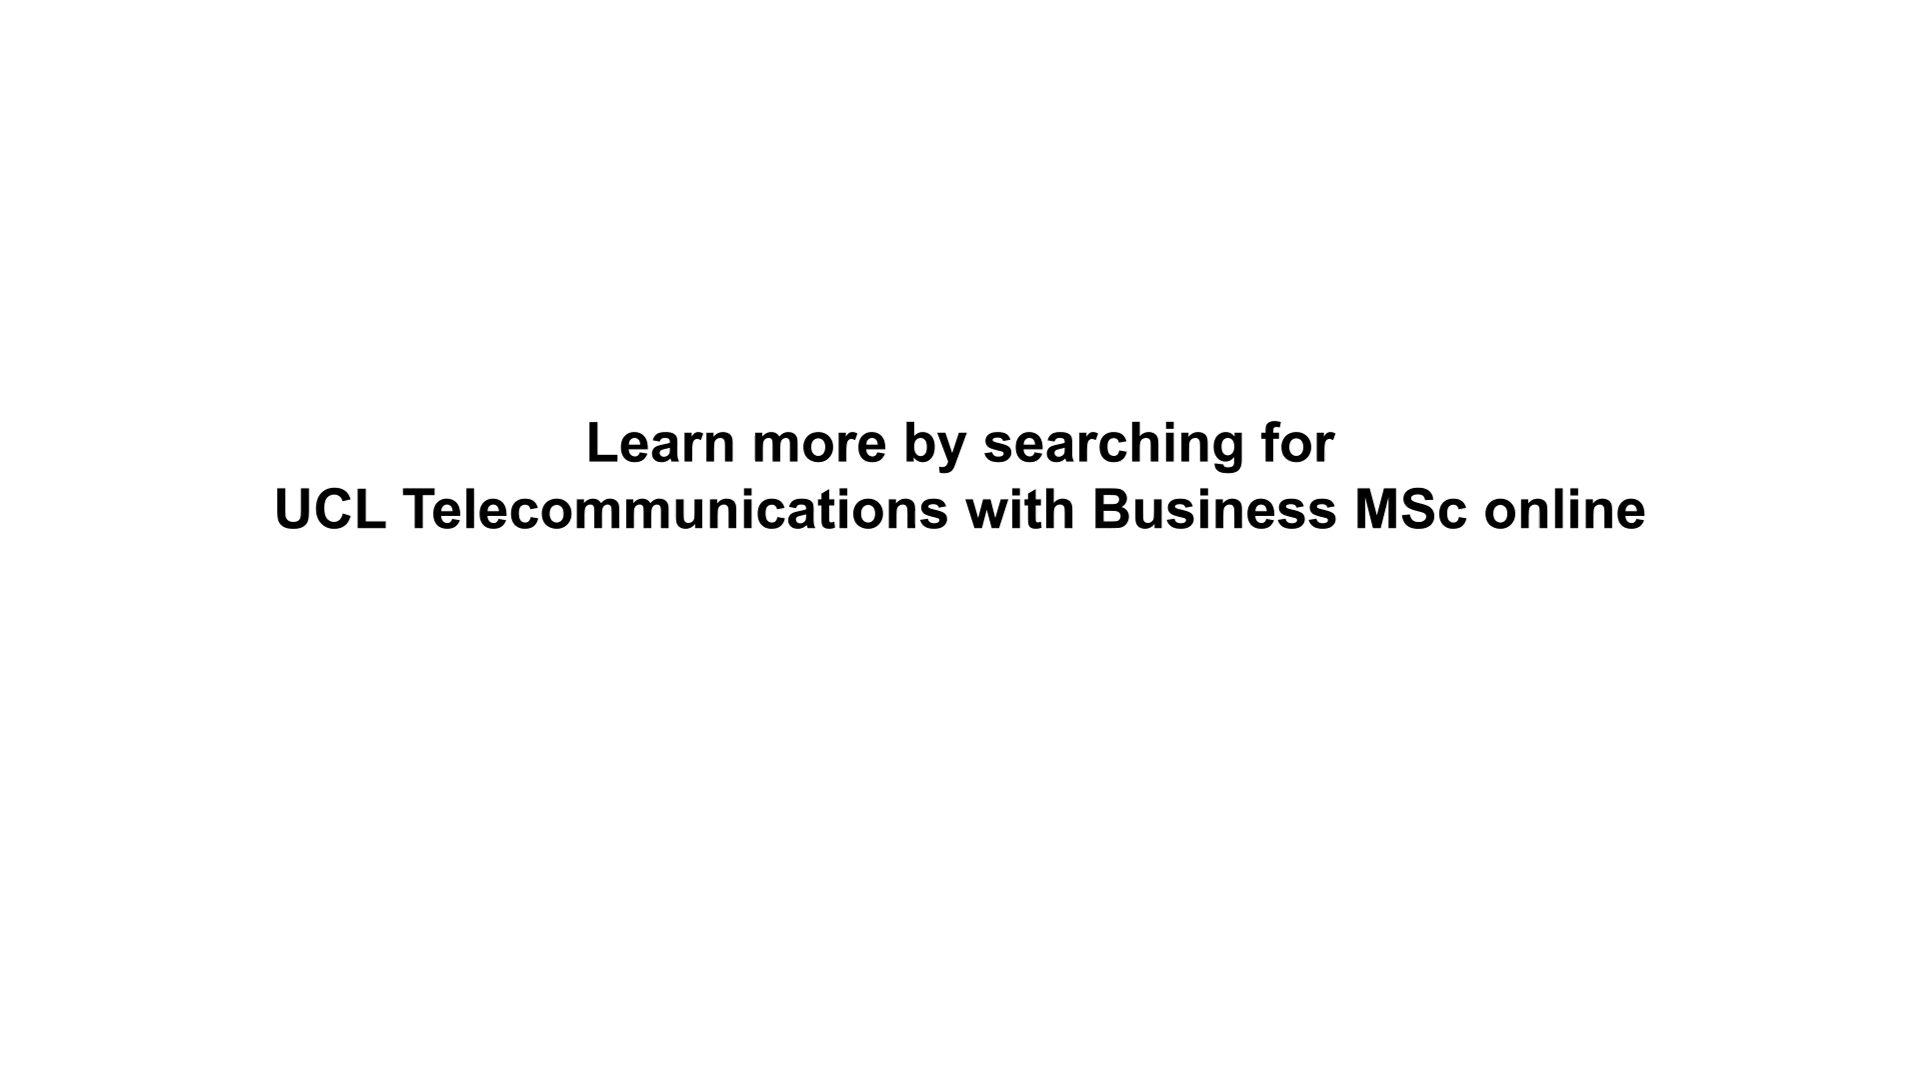 Learn more by searching for
UCL Telecommunications with Business MSc online